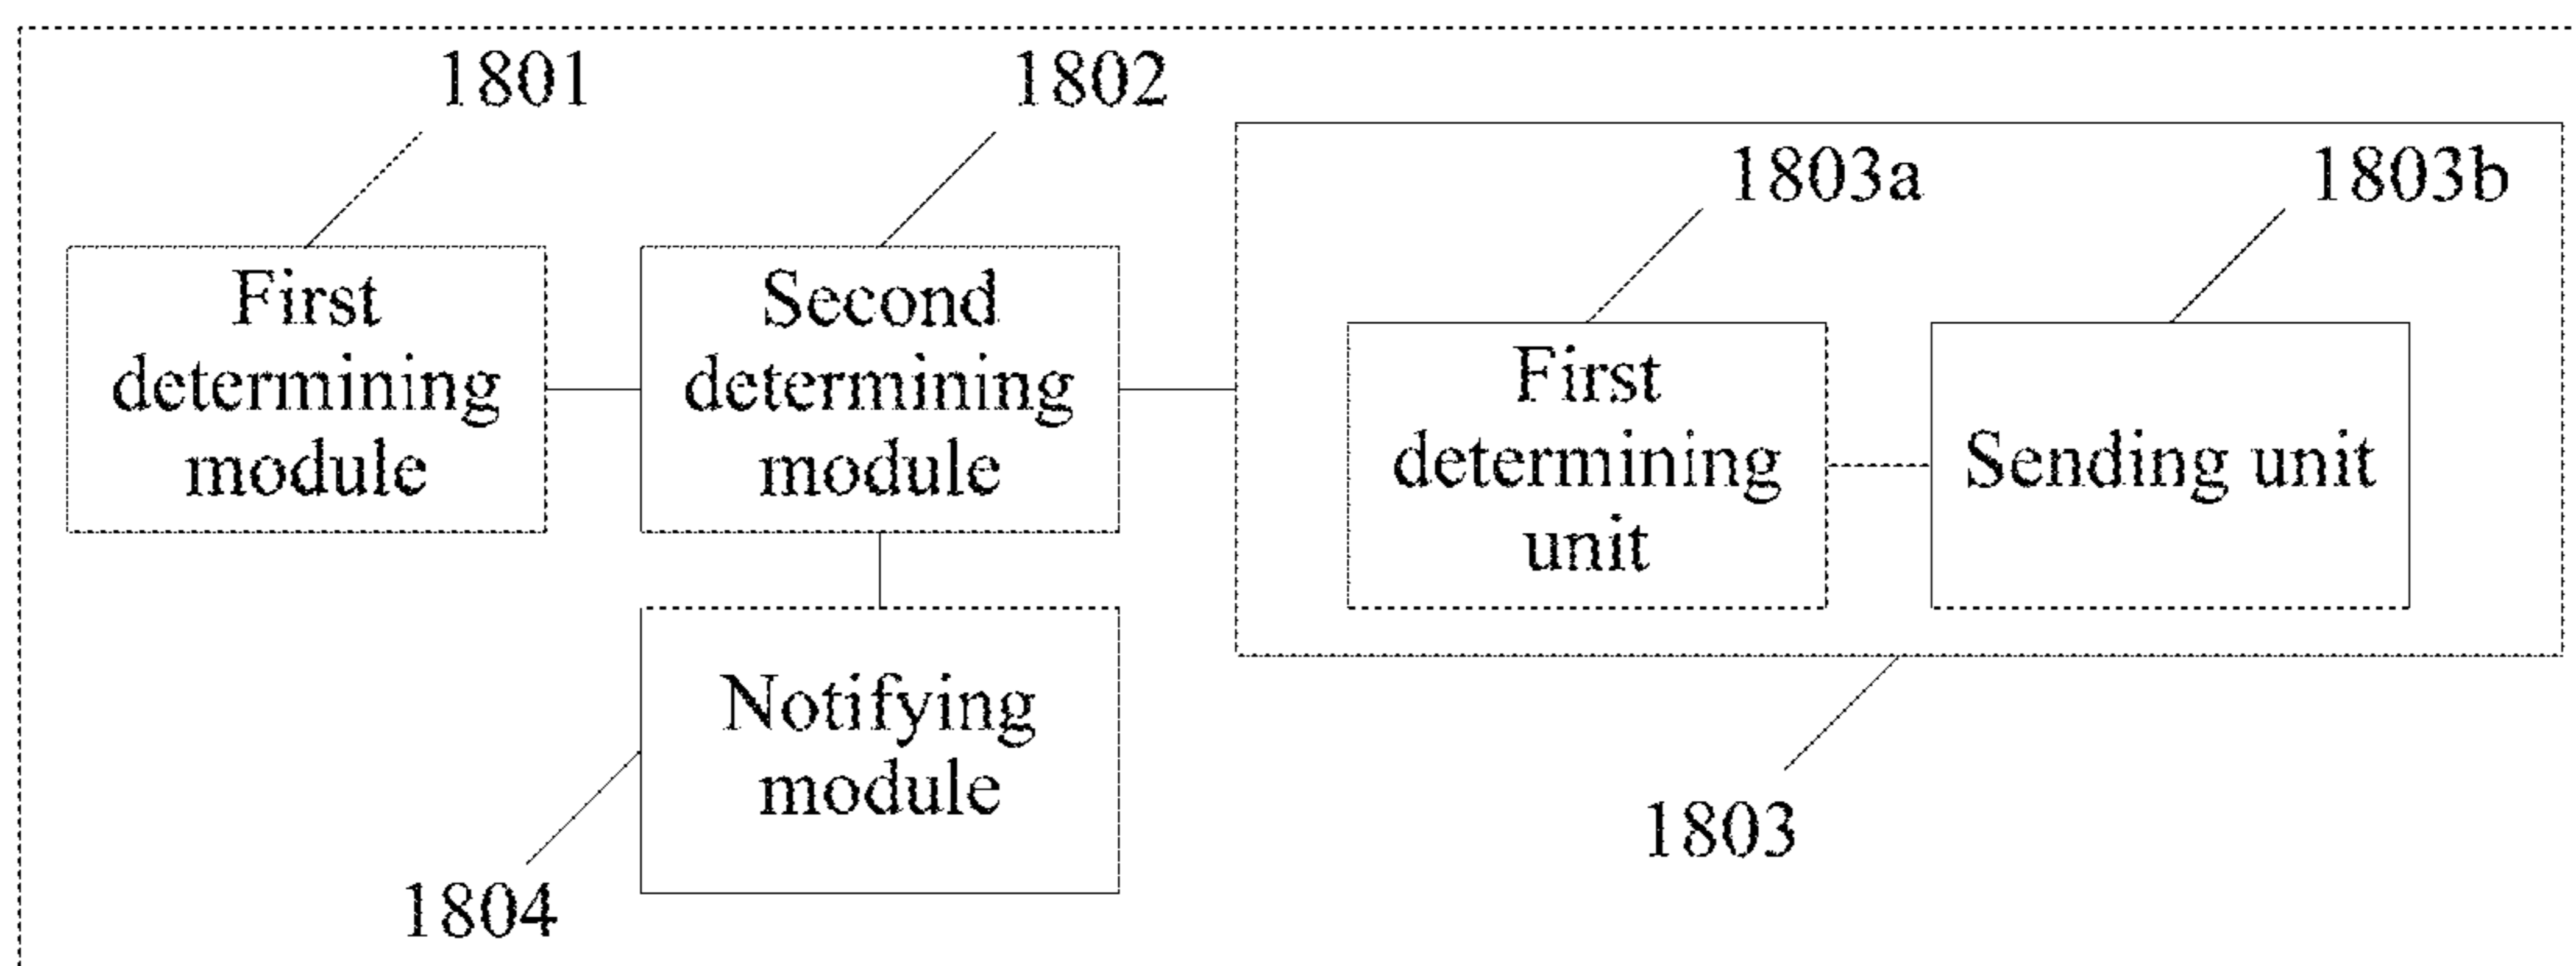 1801
1802
1803a
1803b
First
determining
module
Second
determining
module
First
determining
unit
Sending unit
Notifying
module
1803
1804